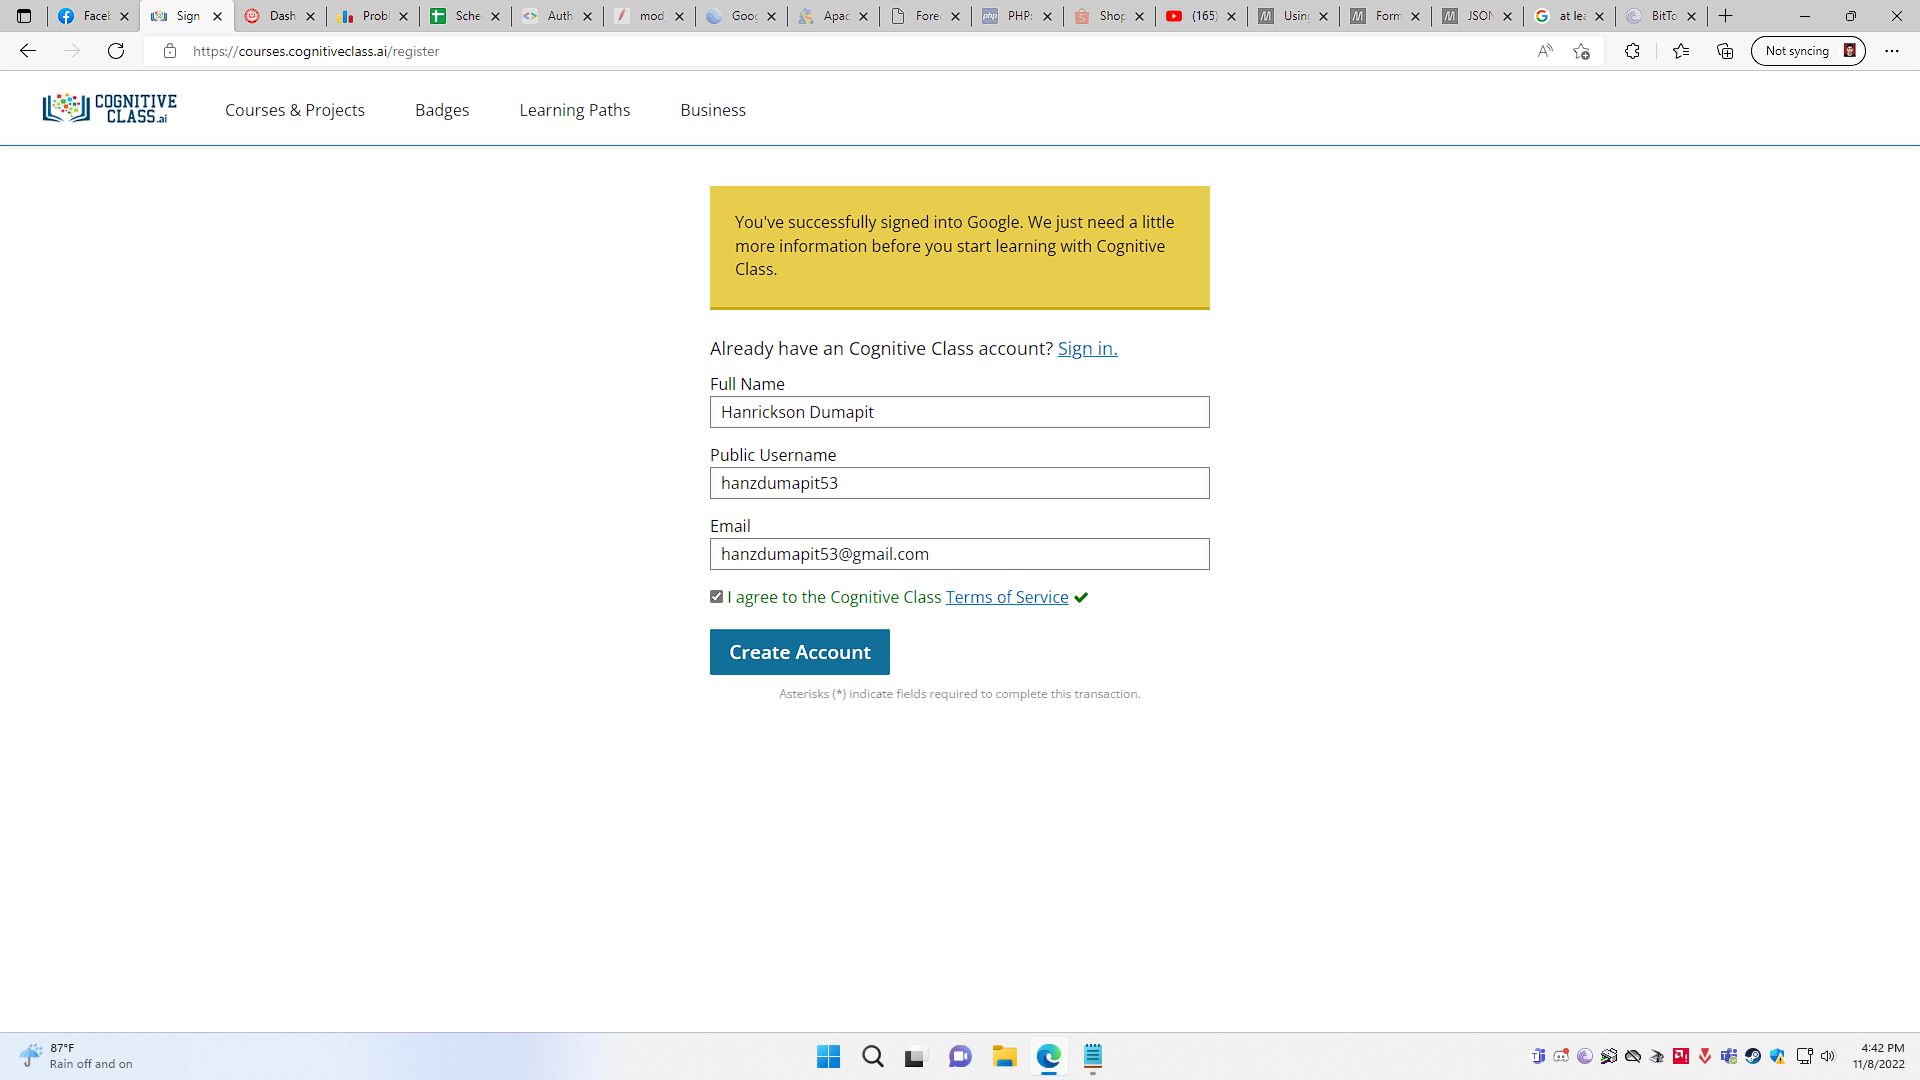 Faceb
Sign
Dash
Probl
Sche
Auth
mod_
Goog
Apac
Forec
PHP:
Shop
(165)
Using
Form
JSON
at lea
BitTo
https://courses.cognitiveclass.ai/register
Not syncing
COGNITIVE
CLASS.ai
Courses & Projects
Badges
Learning Paths
Business
You've successfully signed into Google. We just need a little
more information before you start learning with Cognitive
Class.
Already have an Cognitive Class account? Sign in.
Full Name
Hanrickson Dumapit
Public Username
hanzdumapit53
Email
hanzdumapit53@gmail.com
I agree to the Cognitive Class Terms of Service
Create Account
Asterisks (*) indicate fields required to complete this transaction.
87°F
Rain off and on
4:42 PM
11/8/2022